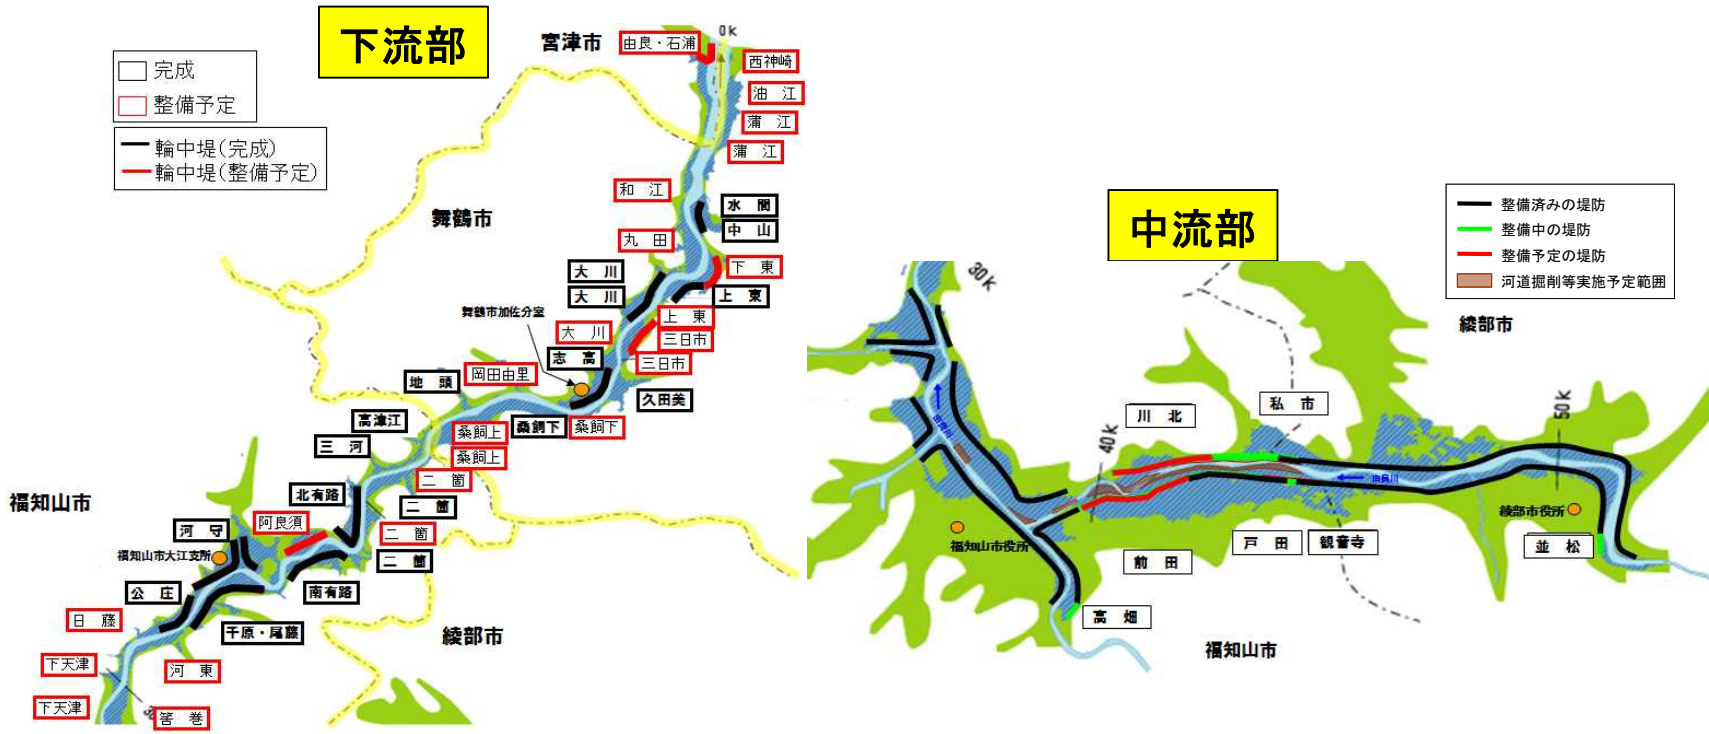 下流部
完成
整備予定
輪中堤(完成)
輪中堤(整備予定)
宮津市
由良・石浦
0K
西神崎
油 江
蒲 江
蒲 江
和 江
水 間
中 山
舞鶴市
丸 田
下 東
大 川
大 川
上 東
舞鶴市加佐分室
大 川
上 東
三日市
志 高
三日市
地 頭
岡田由里
久田美
高津江
桑飼下
桑飼下
桑飼上
三 河
桑飼上
二 箇
北有路
福知山市
二 箇
河 守
阿良須
二 箇
福知山市大江支所
二 箇
公 庄
南有路
日 藤
千原・尾藤
綾部市
下天津
河 東
下天津
筈 巻
中流部
整備済みの堤防
整備中の堤防
整備予定の堤防
河道掘削等実施予定範囲
30K
綾部市
川 北
私 市
40K
50K
由良川
由良川
綾部市役所
福知山市役所
前 田
戸 田
観音寺
並 松
高 畑
福知山市